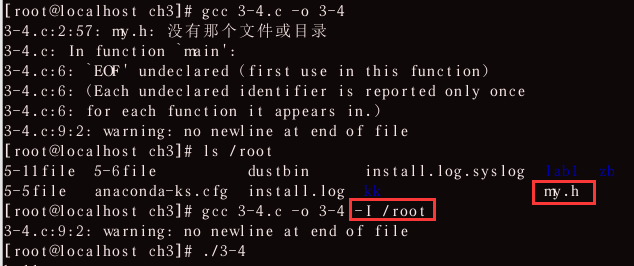 [root@localhost ch3]# gcc 3-4.c -o 3-4
3-4.c:2:57: my.h: 没有那个文件或目录
3-4.c: In function `main':
3-4.c:6: `EOF' undeclared (first use in this function)
3-4.c:6: (Each undeclared identifier is reported only once
3-4.c:6: for each function it appears in.)
3-4.c:9:2: warning: no newline at end of file
[root@localhost ch3]# ls /root
5-11file 5-6file dustbin install.log.syslog lab1 zh
5-5file anaconda-ks.cfg install.log kk my.h
[root@localhost ch3]# gcc 3-4.c -o 3-4 -I /root
3-4.c:9:2: warning: no newline at end of file
[root@localhost ch3]# ./3-4